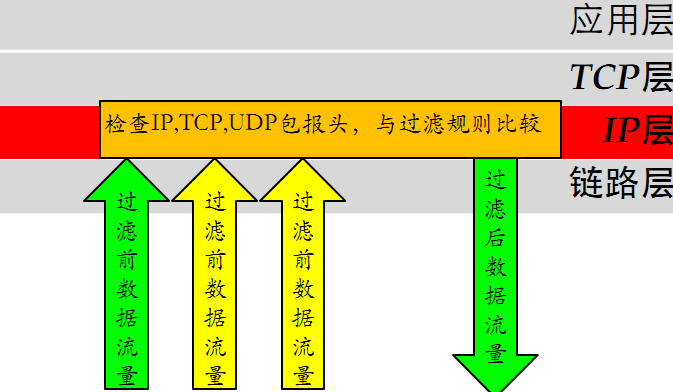 应用层
TCP层
检查IP,TCP,UDP包报头，与过滤规则比较
IP层
链路层
过滤前数据流量
过滤前数据流量
过滤前数据流量
过滤后数据流量